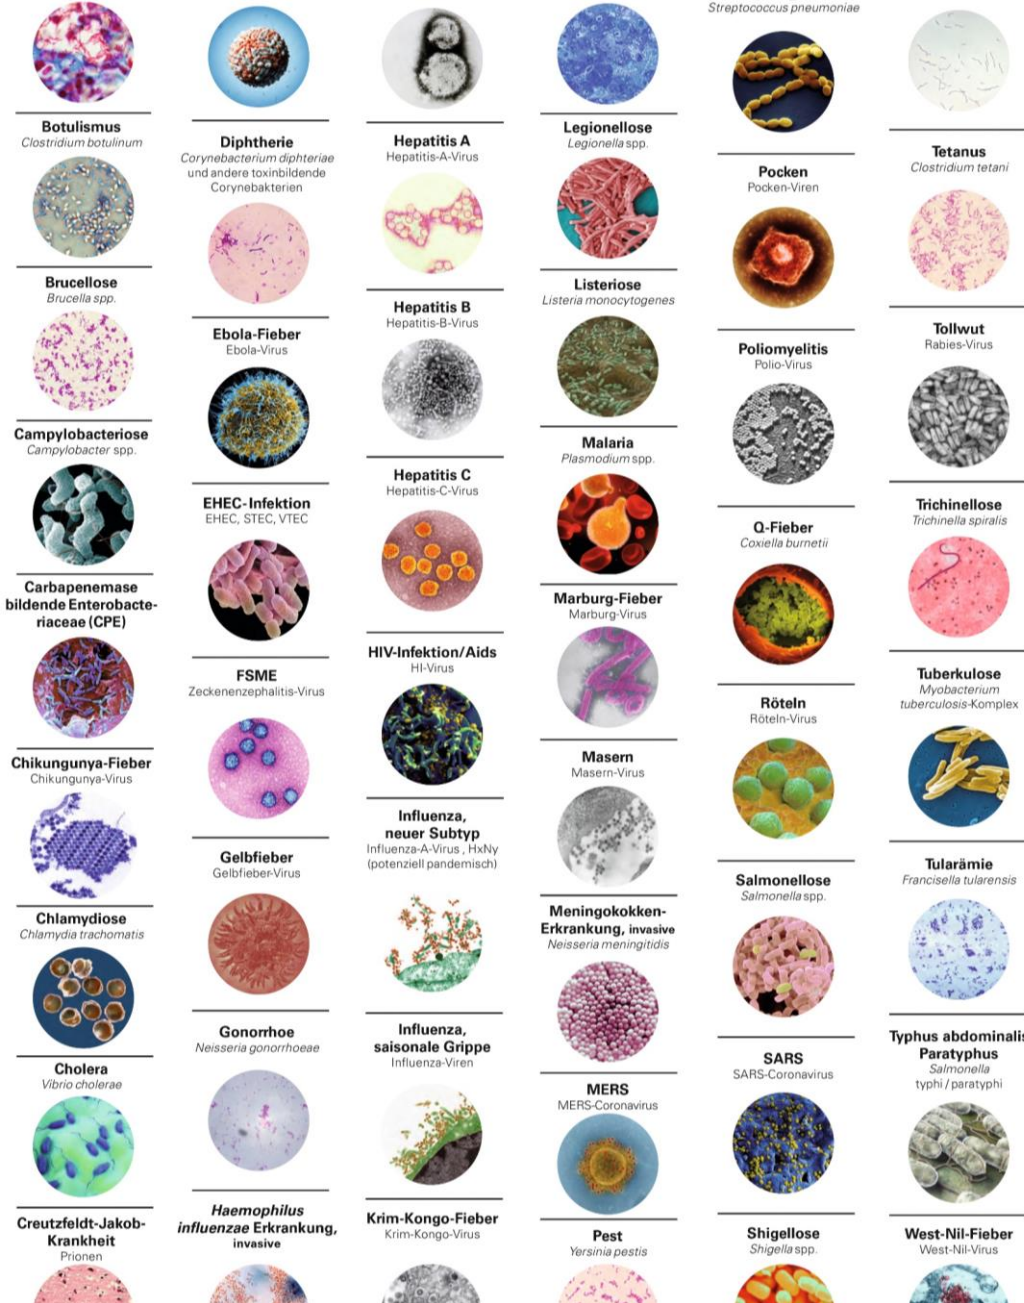 Botulismus
Clostridium botulinum
Brucellose
Brucella spp.
Campylobacteriose
Campylobacter spp.
Carbapenemase
bildende Enterobacte-
riaceae (CPE)
Chikungunya-Fieber
Chikungunya-Virus
Chlamydiose
Chlamydia trachomatis
Cholera
Vibrio cholerae
Creutzfeldt-Jakob-
Krankheit
Prionen
Diphtherie
Corynebacterium diphteriae
und andere toxinbildende
Corynebakterien
Ebola-Fieber
Ebola-Virus
EHEC-Infektion
EHEC, STEC, VTEC
FSME
Zeckenenzephalitis-Virus
Gelbfieber
Gelbfieber-Virus
Gonorrhoe
Neisseria gonorrhoeae
Haemophilus
influenzae Erkrankung,
invasive
Hepatitis A
Hepatitis-A-Virus
Hepatitis B
Hepatitis-B-Virus
Hepatitis C
Hepatitis-C-Virus
HIV-Infektion/Aids
HI-Virus
Influenza,
neuer Subtyp
Influenza-A-Virus , HxNy
(potenziell pandemisch)
Influenza,
saisonale Grippe
Influenza-Viren
Krim-Kongo-Fieber
Krim-Kongo-Virus
Legionellose
Legionella spp.
Listeriose
Listeria monocytogenes
Malaria
Plasmodium spp.
Marburg-Fieber
Marburg-Virus
Masern
Masern-Virus
Meningokokken-
Erkrankung, invasive
Neisseria meningitidis
MERS
MERS-Coronavirus
Pest
Yersinia pestis
Streptococcus pneumoniae
Pocken
Pocken-Viren
Poliomyelitis
Polio-Virus
Q-Fieber
Coxiella burnetii
Röteln
Röteln-Virus
Salmonellose
Salmonella spp.
SARS
SARS-Coronavirus
Shigellose
Shigella spp.
Tetanus
Clostridium tetani
Tollwut
Rabies-Virus
Trichinellose
Trichinella spiralis
Tuberkulose
Myobacterium
tuberculosis-Komplex
Tularämie
Francisella tularensis
Typhus abdominalis
Paratyphus
Salmonella
typhi / paratyphi
West-Nil-Fieber
West-Nil-Virus